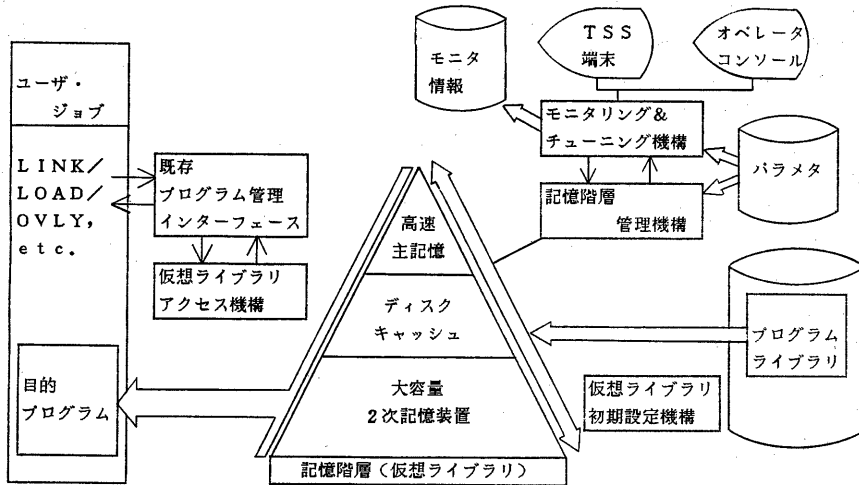 ユーザ・
ジョブ
LINK/
LOAD/
OVLY,
etc.
目的
プログラム
既存
プログラム管理
インターフェース
仮想ライブラリ
アクセス機構
モニタ
情報
TSS
端末
オペレータ
コンソール
モニタリング&
チューニング機構
パラメタ
記憶階層
管理機構
高速
主記憶
ディスク
キャッシュ
大容量
2次記憶装置
記憶階層(仮想ライブラリ)
プログラム
ライブラリ
仮想ライブラリ
初期設定機構